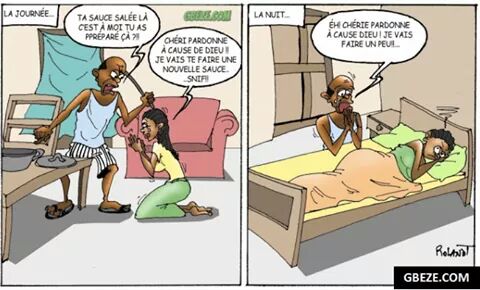 LA JOURNÉE...
TA SAUCE SALÉE LÀ
C'EST À MOI TU AS
PRÉPARÉ ÇÀ ?!
GBEZE.COM
CHÉRI PARDONNE
À CAUSE DE DIEU !!
JE VAIS TE FAIRE UNE
NOUVELLE SAUCE..
..SNIF!!
LA NUIT...
ÉH! CHÉRIE PARDONNE
À CAUSE DIEU ! JE VAIS
FAIRE UN PEU!!..
ROLAND
GBEZE.COM